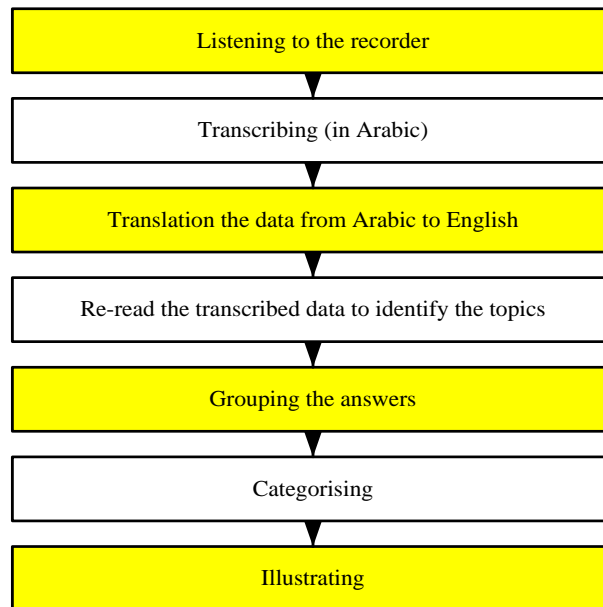 Listening to the recorder
Transcribing (in Arabic)
Translation the data from Arabic to English
Re-read the transcribed data to identify the topics
Grouping the answers
Categorising
Illustrating